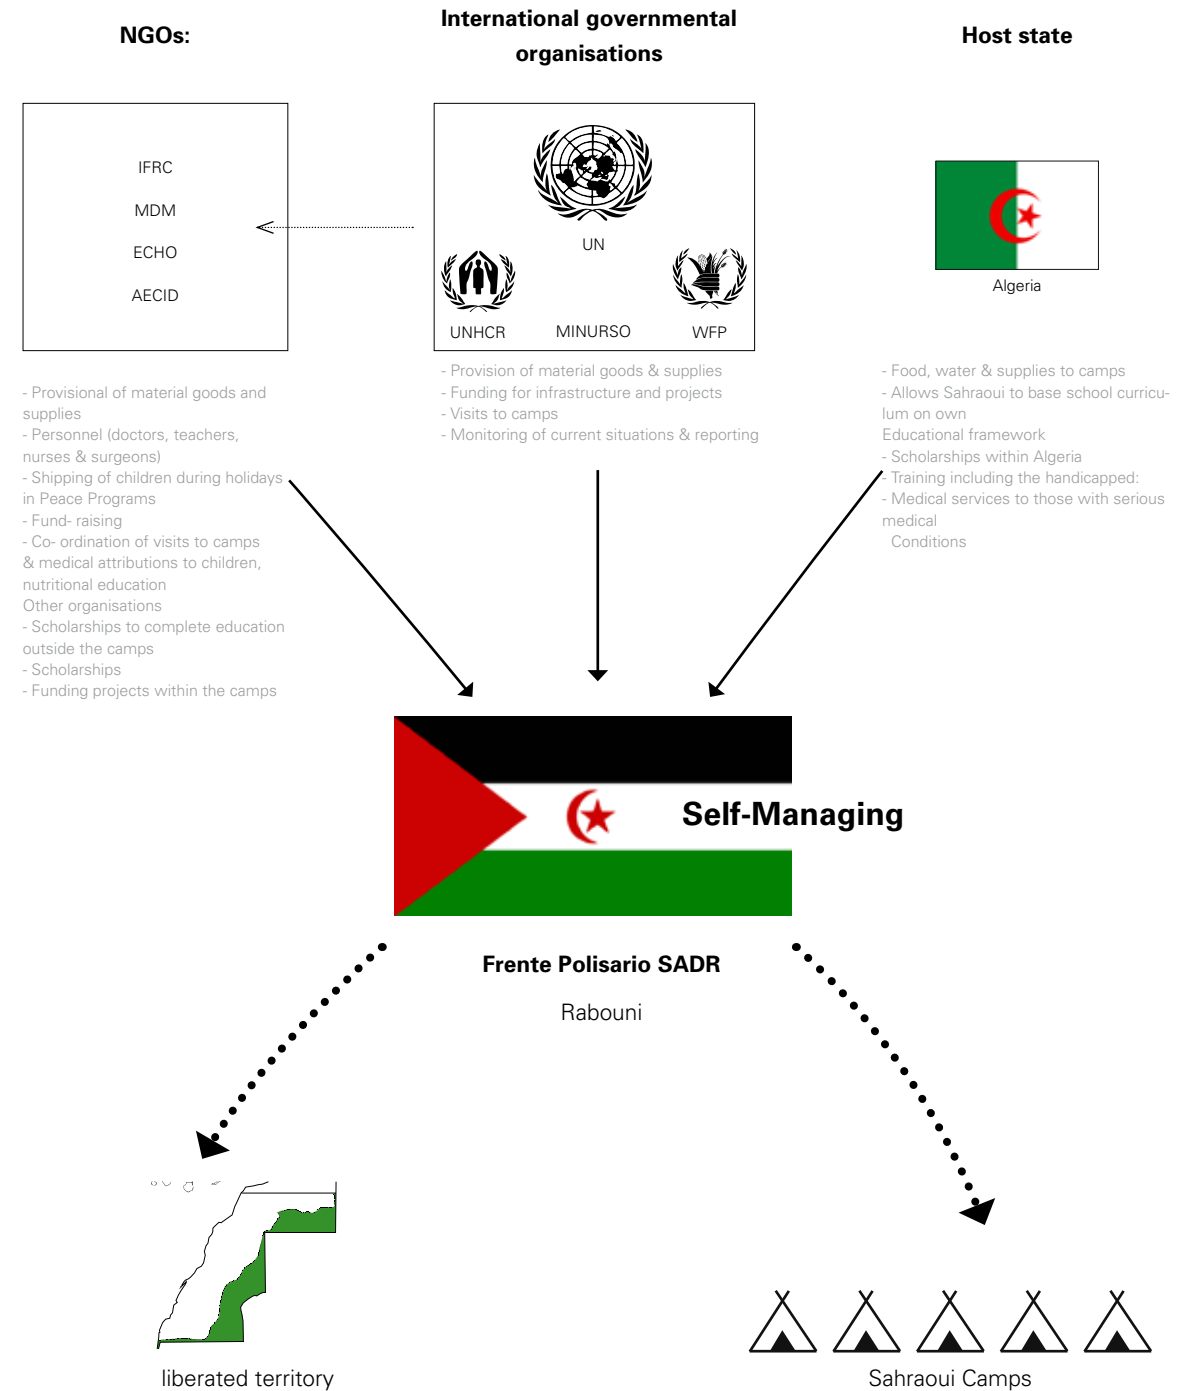 NGOs:
IFRC
MDM
ECHO
AECID
- Provisional of material goods and
supplies
- Personnel (doctors, teachers,
nurses & surgeons)
- Shipping of children during holidays
in Peace Programs
- Fund- raising
- Co- ordination of visits to camps
& medical attributions to children,
nutritional education
Other organisations
- Scholarships to complete education
outside the camps
- Scholarships
- Funding projects within the camps
International governmental
organisations
UN
UNHCR
MINURSO
WFP
- Provision of material goods & supplies
- Funding for infrastructure and projects
- Visits to camps
- Monitoring of current situations & reporting
Host state
Algeria
- Food, water & supplies to camps
- Allows Sahraoui to base school curricu-
lum on own
Educational framework
- Scholarships within Algeria
- Training including the handicapped:
- Medical services to those with serious
medical
Conditions
Self-Managing
Frente Polisario SADR
Rabouni
liberated territory
Sahraoui Camps